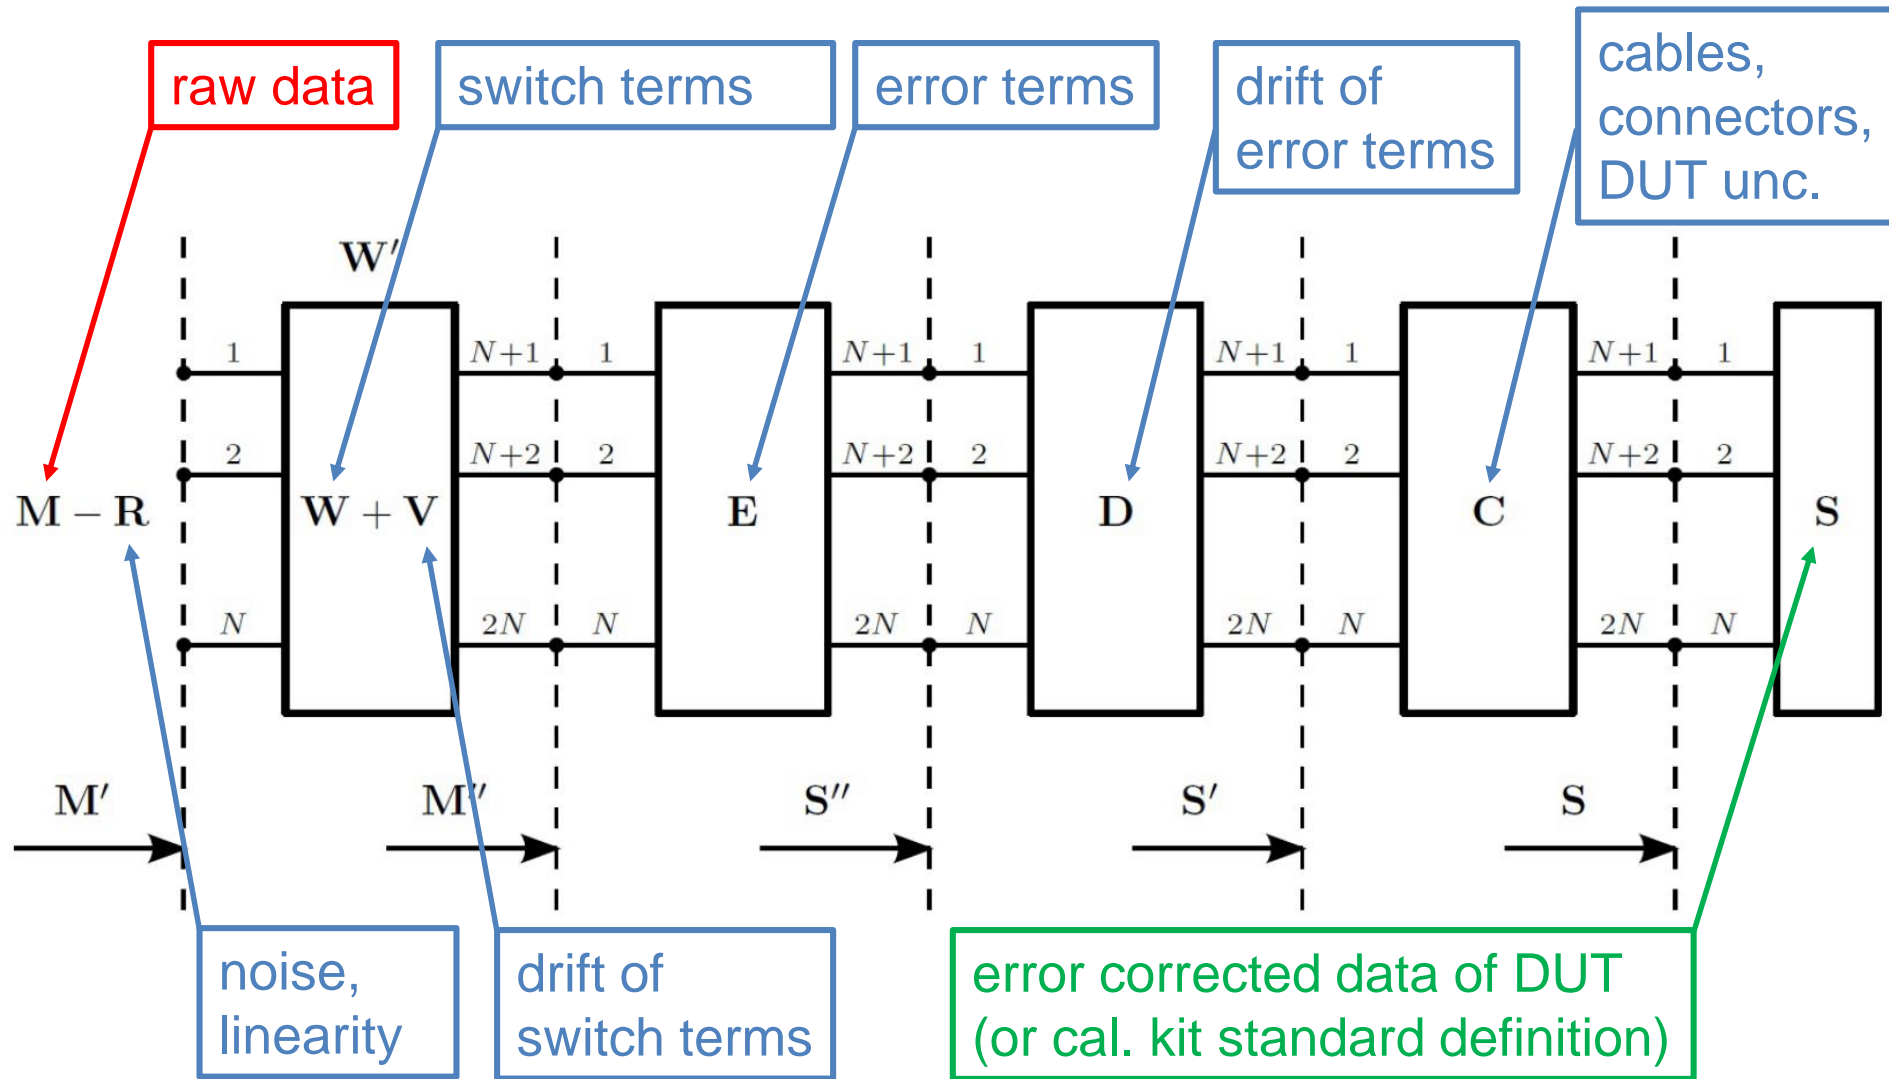 raw data
switch terms
error terms
drift of
error terms
cables,
connectors,
DUT unc.
W′
1 N+1 1 N+1 1 N+1 1 N+1 1
2 N+2 2 N+2 2 N+2 2 N+2 2
M − R W + V E D C S
N 2N N 2N N 2N N 2N N
M′ M″ S″ S′ S
noise,
linearity
drift of
switch terms
error corrected data of DUT
(or cal. kit standard definition)